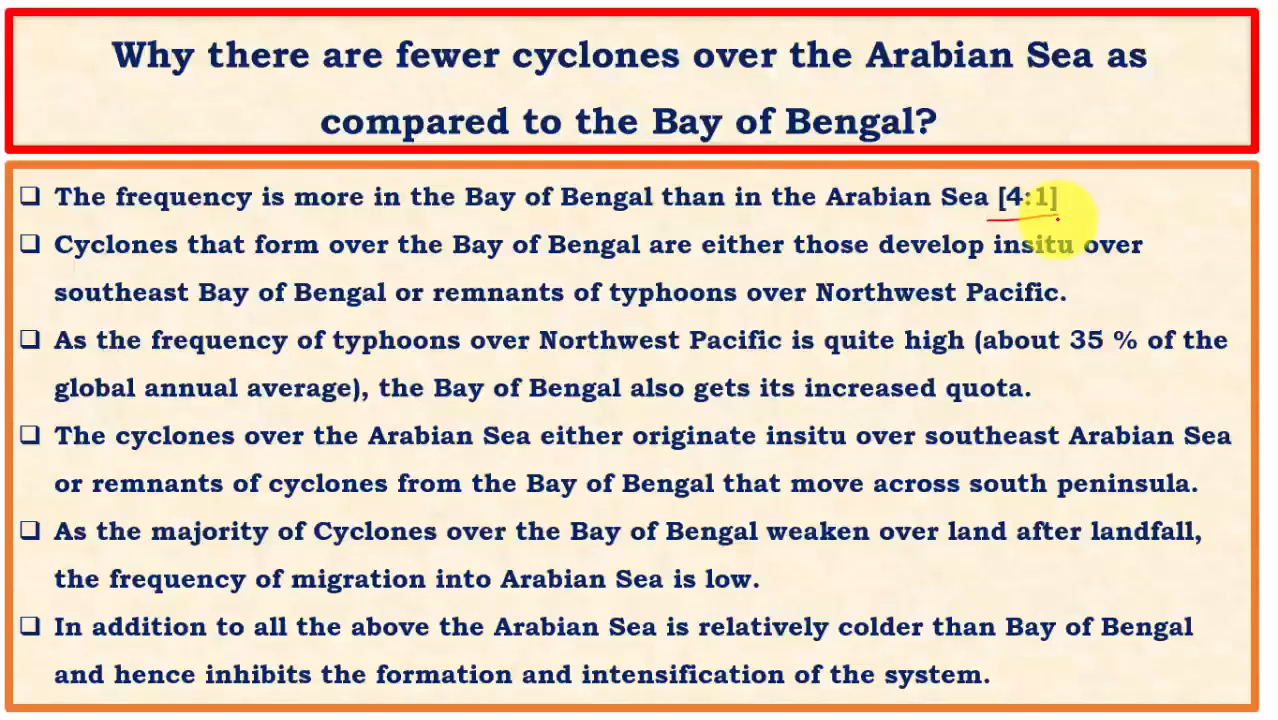 Why there are fewer cyclones over the Arabian Sea as
compared to the Bay of Bengal?
❑ The frequency is more in the Bay of Bengal than in the Arabian Sea [4:1]
❑ Cyclones that form over the Bay of Bengal are either those develop insitu over
southeast Bay of Bengal or remnants of typhoons over Northwest Pacific.
❑ As the frequency of typhoons over Northwest Pacific is quite high (about 35 % of the
global annual average), the Bay of Bengal also gets its increased quota.
❑ The cyclones over the Arabian Sea either originate insitu over southeast Arabian Sea
or remnants of cyclones from the Bay of Bengal that move across south peninsula.
❑ As the majority of Cyclones over the Bay of Bengal weaken over land after landfall,
the frequency of migration into Arabian Sea is low.
❑ In addition to all the above the Arabian Sea is relatively colder than Bay of Bengal
and hence inhibits the formation and intensification of the system.